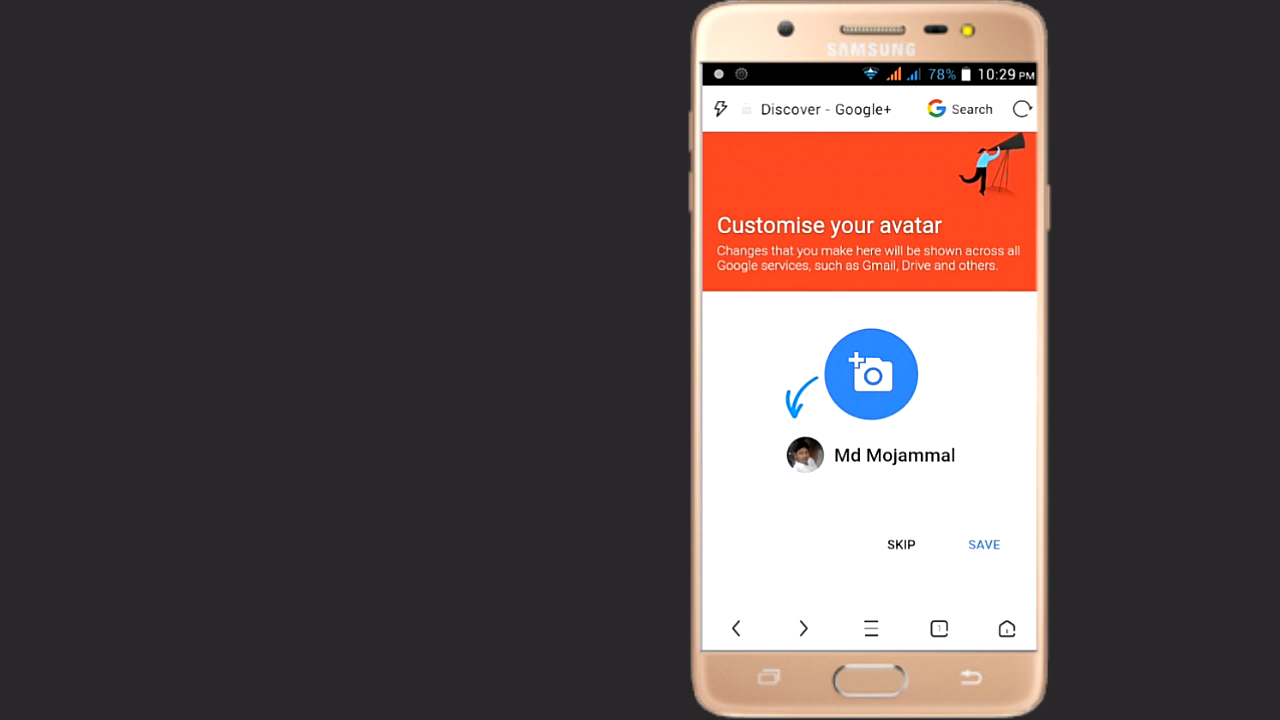 SAMSUNG
78% 10:29 PM
Discover - Google+
Search
Customise your avatar
Changes that you make here will be shown across all
Google services, such as Gmail, Drive and others.
Md Mojammal
SKIP
SAVE
1